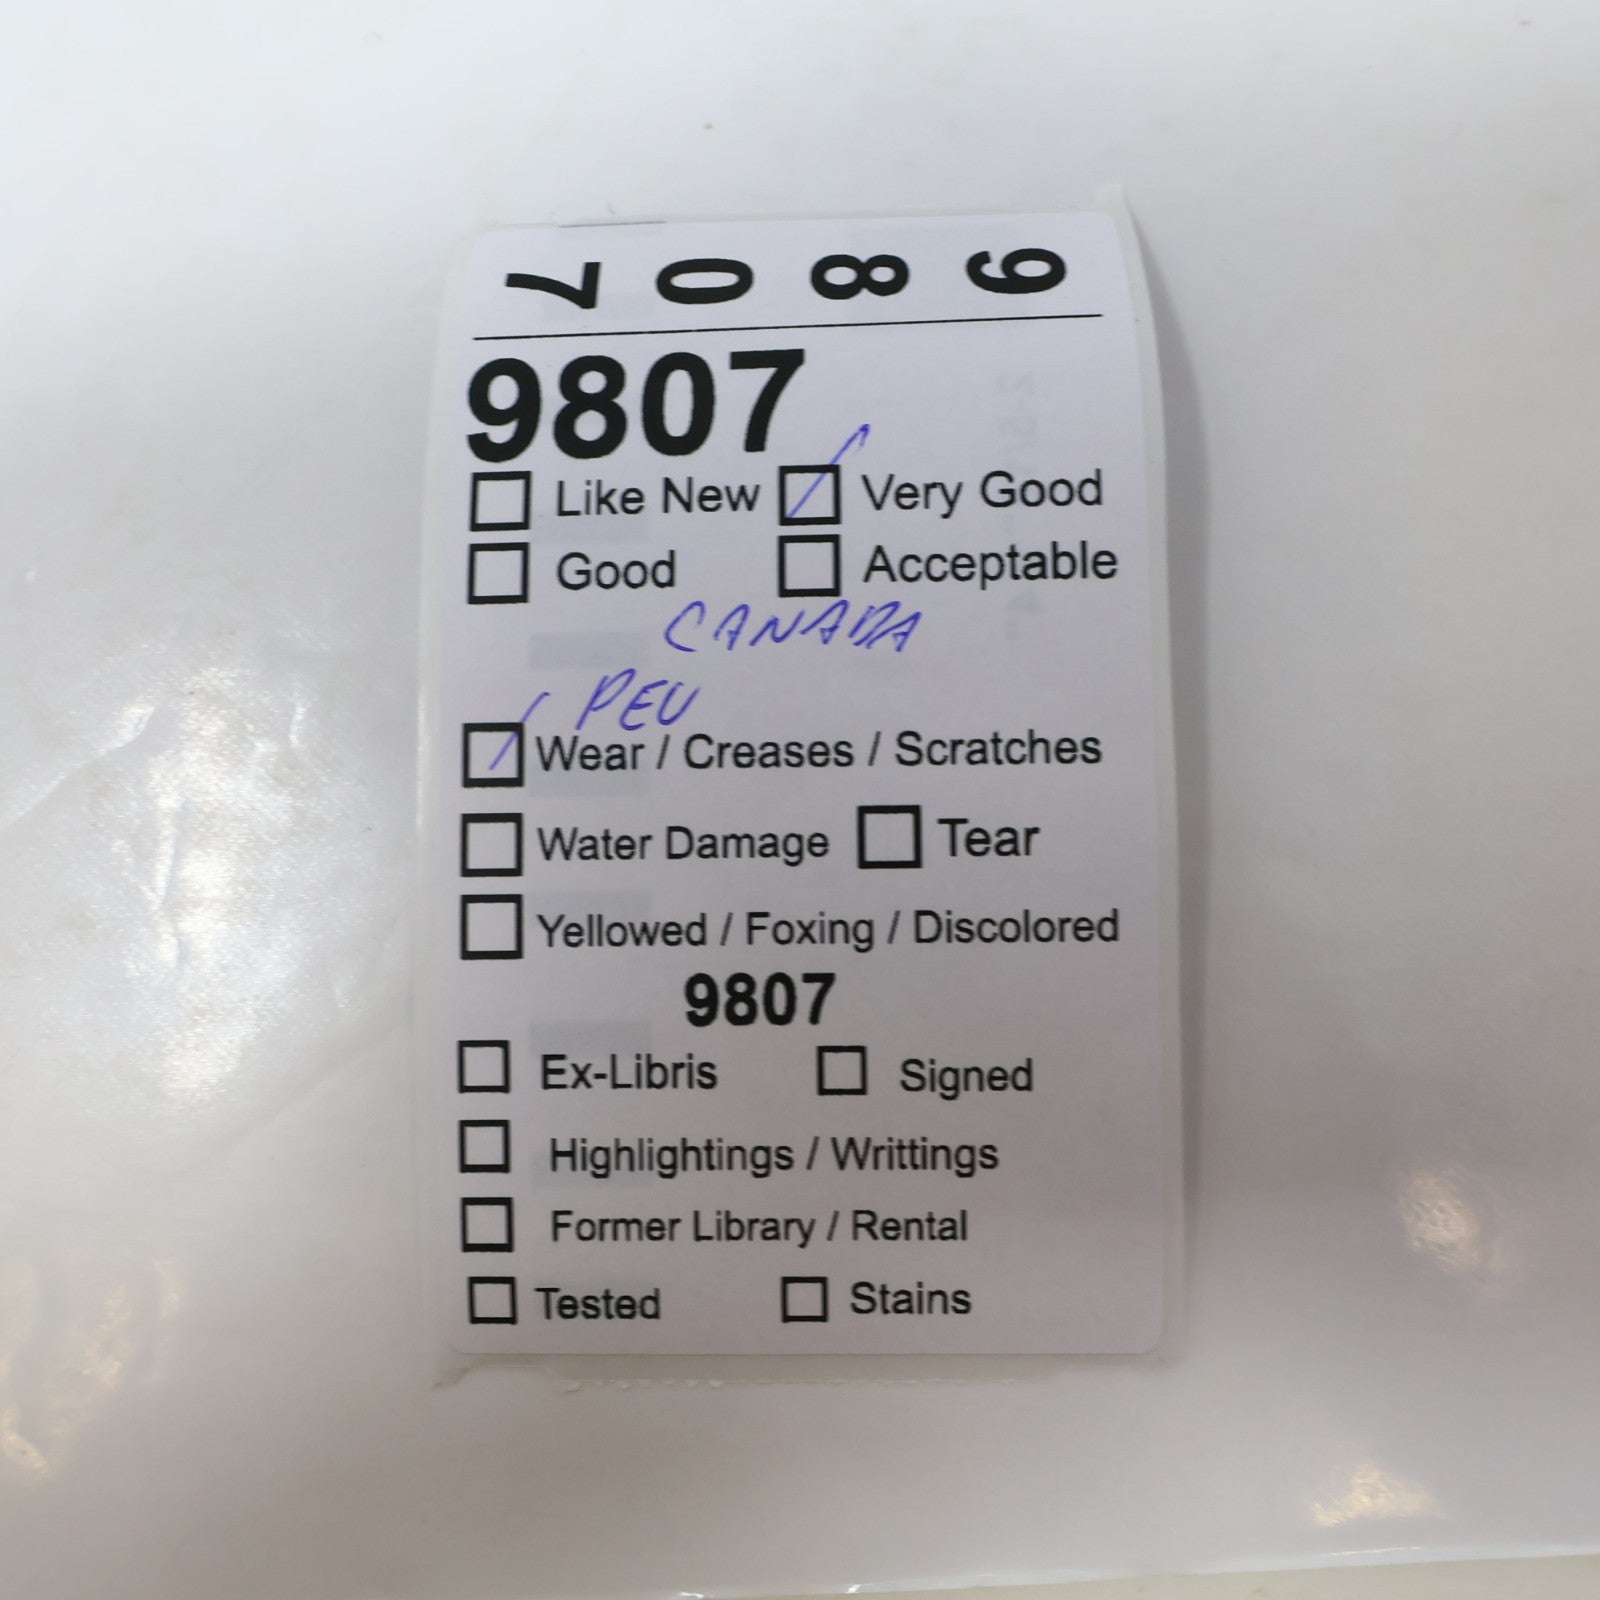 9807
9807
Like New Very Good
Good Acceptable
CANADA
PEU
Wear / Creases / Scratches
Water Damage Tear
Yellowed / Foxing / Discolored
9807
Ex-Libris Signed
Highlightings / Writtings
Former Library / Rental
Tested Stains